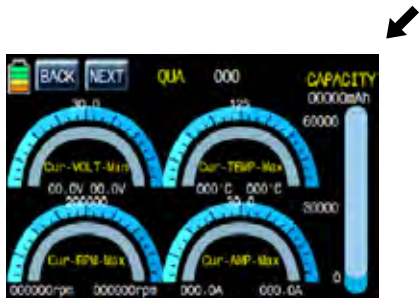 BACK NEXT QUA 000 CAPACITY
00000mAh
30.0 125 60000
Cur-VOLT-Min Cur-TEMP-Max
00.0V 00.0V 000°C 000°C
200000 30.0 30000
Cur-RPM-Max Cur-AMP-Max
000000rpm 000000rpm 000.0A 000.0A 0